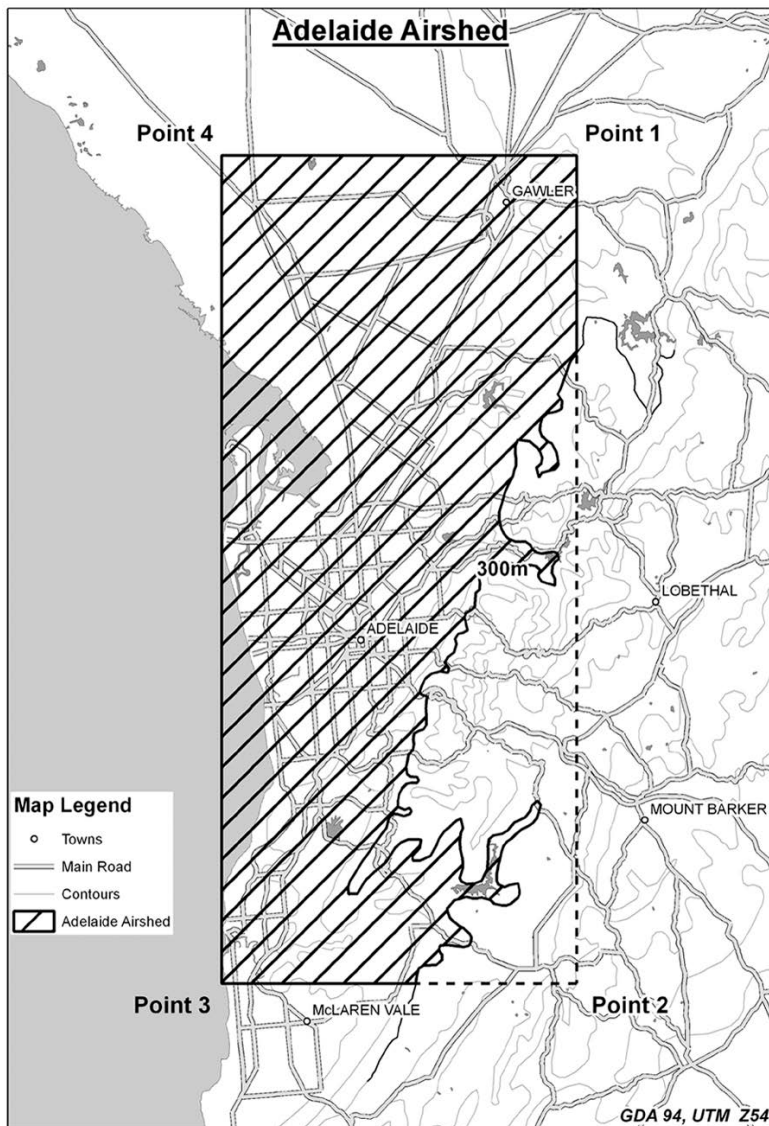 Adelaide Airshed
Point 4
Point 1
GAWLER
300m
LOBETHAL
ADELAIDE
Map Legend
Towns
Main Road
Contours
Adelaide Airshed
MOUNT BARKER
Point 3
Point 2
McLAREN VALE
GDA 94, UTM Z54